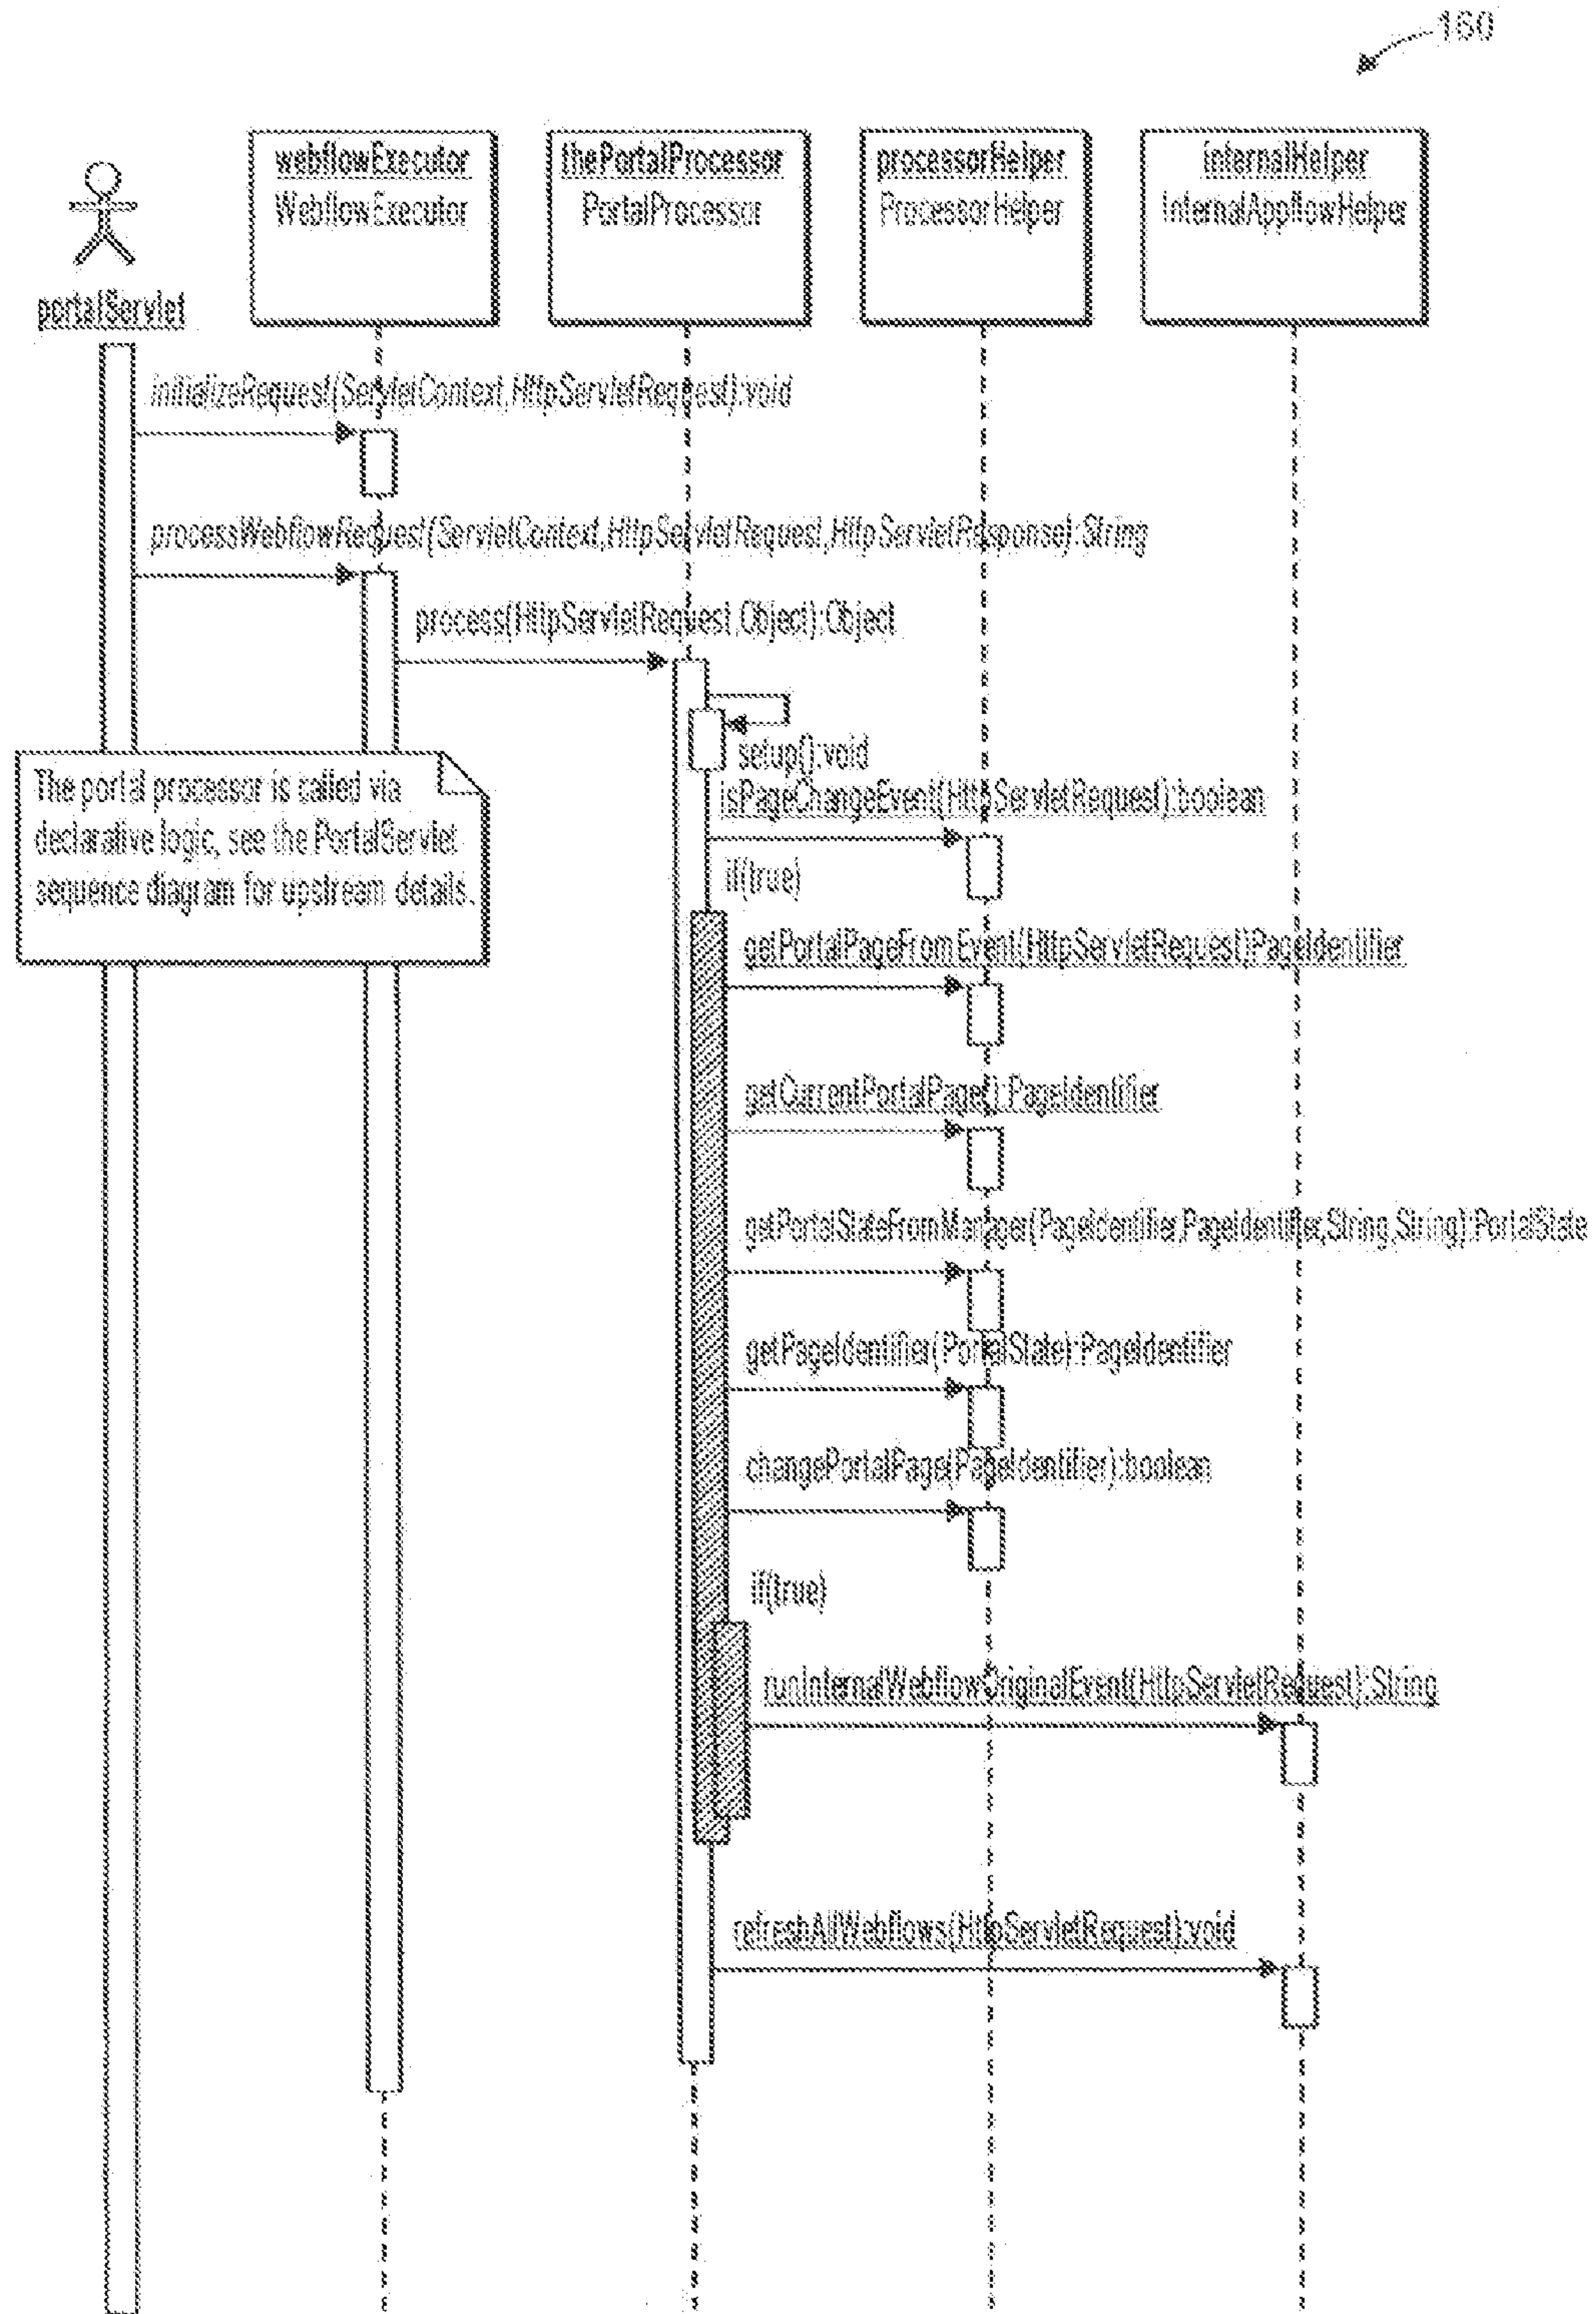 160
webflowExecutor
WebflowExecutor
thePortalProcessor
PortalProcessor
processorHelper
ProcessorHelper
internalHelper
InternalAppflowHelper
portalServlet
initializeRequest(ServletContext,HttpServletRequest):void
processWebflowRequest(ServletContext,HttpServletRequest,HttpServletResponse):String
process(HttpServletRequest,Object):Object
setup():void
The portal processor is called via
declarative logic, see the PortalServlet
sequence diagram for upstream details.
isPageChangeEvent(HttpServletRequest):boolean
if(true)
getPortalPageFromEvent(HttpServletRequest)PageIdentifier
getCurrentPortalPage():PageIdentifier
getPortalStateFromManager(PageIdentifier,PageIdentifier,String,String):PortalState
getPageIdentifier(PortalState):PageIdentifier
changePortalPage(PageIdentifier):boolean
if(true)
runInternalWebflowOriginalEvent(HttpServletRequest):String
refreshAllWebflows(HttpServletRequest):void